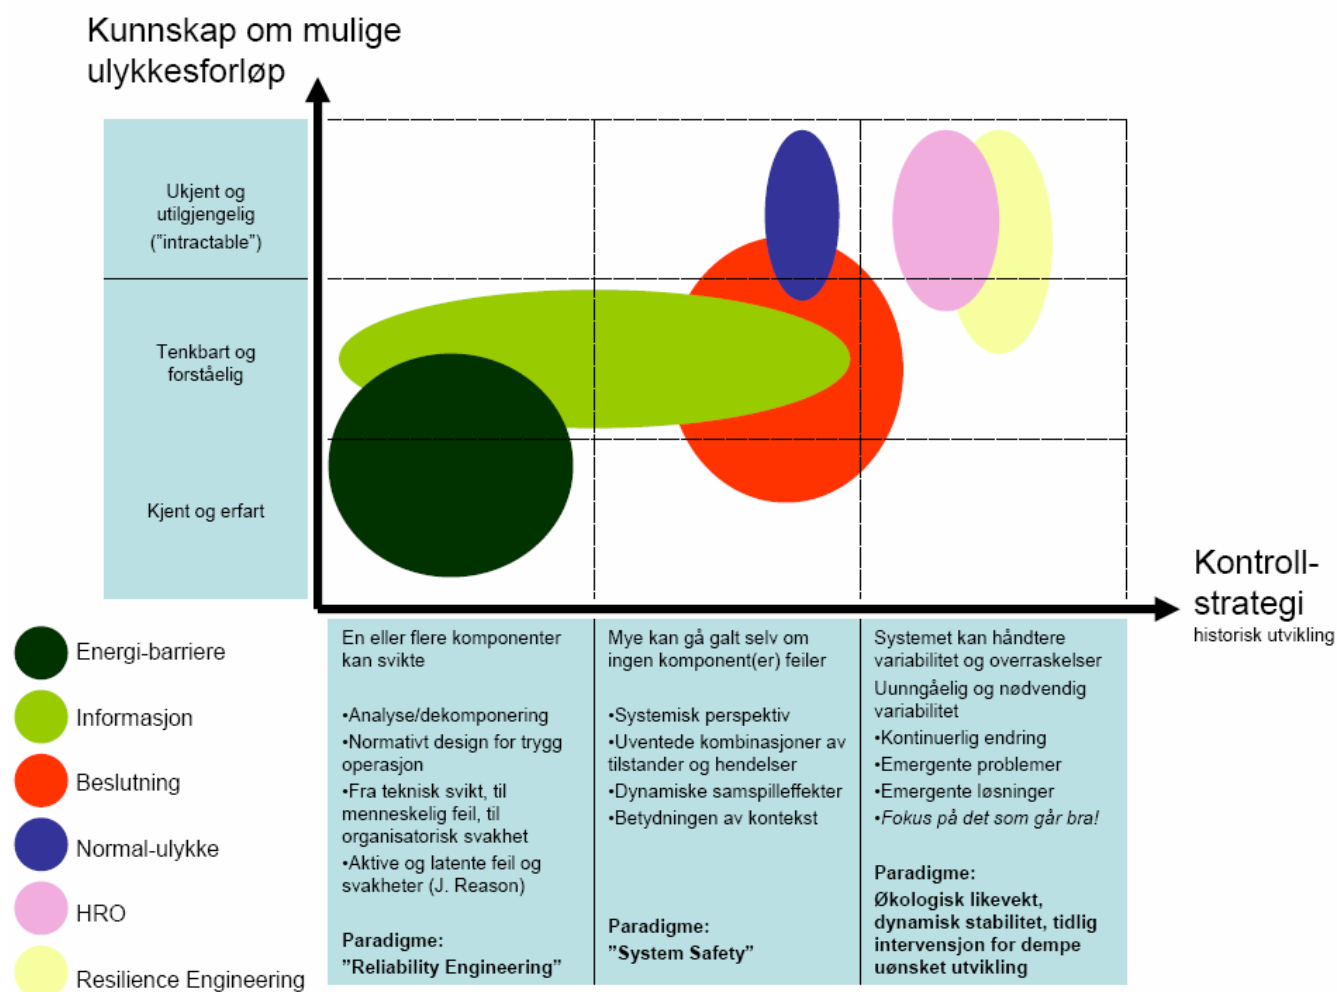 Kunnskap om mulige
ulykkesforløp
Ukjent og
utilgjengelig
("intractable")
Tenkbart og
forståelig
Kjent og erfart
Kontroll-
strategi
historisk utvikling
Energi-barriere
Informasjon
Beslutning
Normal-ulykke
HRO
Resilience Engineering
En eller flere komponenter
kan svikte
•Analyse/dekomponering
•Normativt design for trygg
operasjon
•Fra teknisk svikt, til
menneskelig feil, til
organisatorisk svakhet
•Aktive og latente feil og
svakheter (J. Reason)
Paradigme:
"Reliability Engineering"
Mye kan gå galt selv om
ingen komponent(er) feiler
•Systemisk perspektiv
•Uventede kombinasjoner av
tilstander og hendelser
•Dynamiske samspilleffekter
•Betydningen av kontekst
Paradigme:
"System Safety"
Systemet kan håndtere
variabilitet og overraskelser
Uunngåelig og nødvendig
variabilitet
•Kontinuerlig endring
•Emergente problemer
•Emergente løsninger
•Fokus på det som går bra!
Paradigme:
Økologisk likevekt,
dynamisk stabilitet, tidlig
intervensjon for dempe
uønsket utvikling